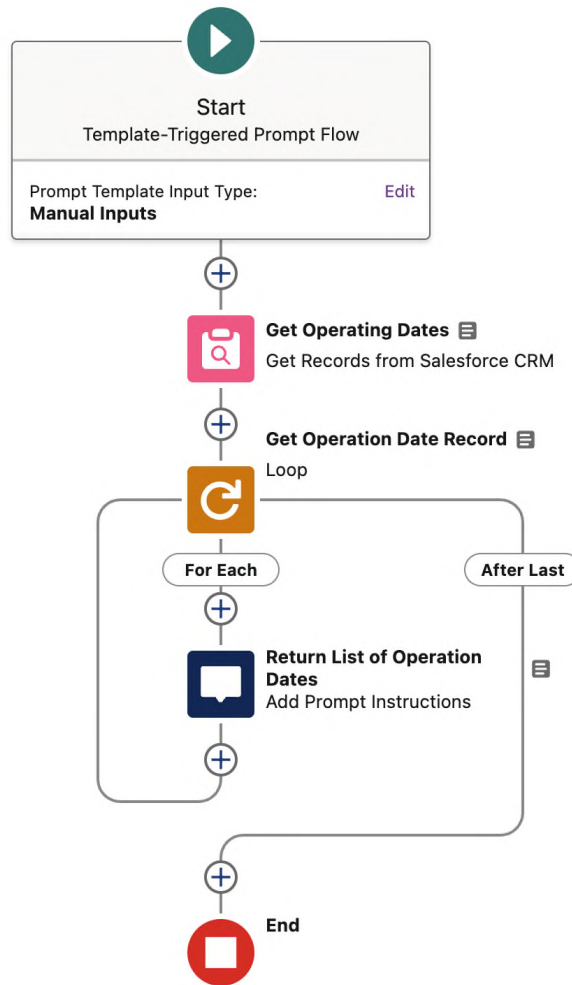 Start
Template-Triggered Prompt Flow
Prompt Template Input Type:
Edit
Manual Inputs
Get Operating Dates
Get Records from Salesforce CRM
Get Operation Date Record
Loop
For Each
After Last
Return List of Operation
Dates
Add Prompt Instructions
End